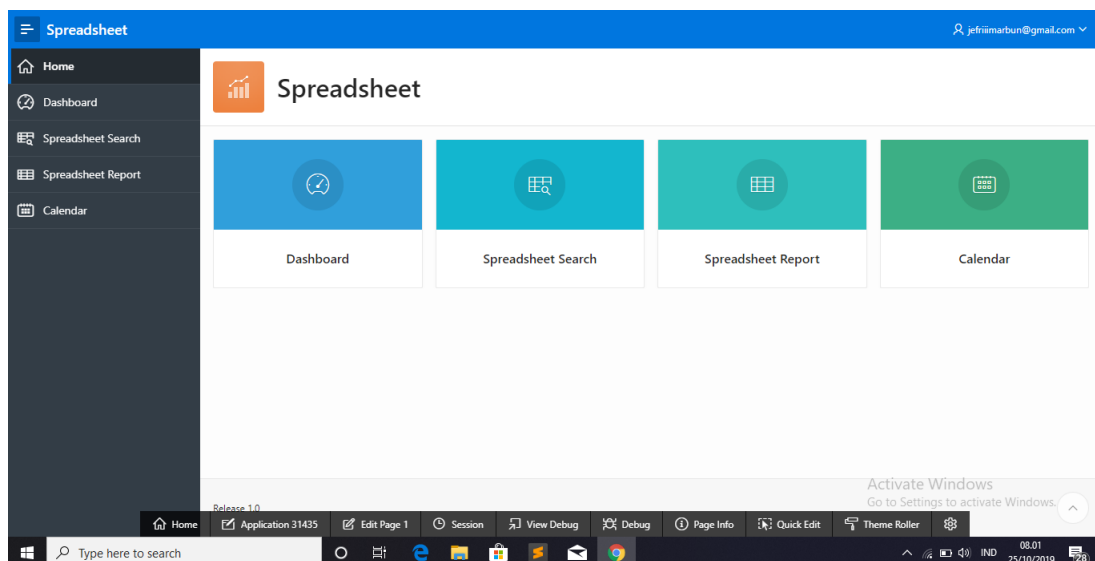 Spreadsheet
jefriiimarbun@gmail.com
Home
Dashboard
Spreadsheet Search
Spreadsheet Report
Calendar
Spreadsheet
Dashboard
Spreadsheet Search
Spreadsheet Report
Calendar
Activate Windows
Go to Settings to activate Windows.
Release 1.0
Home Application 31435 Edit Page 1 Session View Debug Debug Page Info Quick Edit Theme Roller
Type here to search
IND
08.01
25/10/2019
28